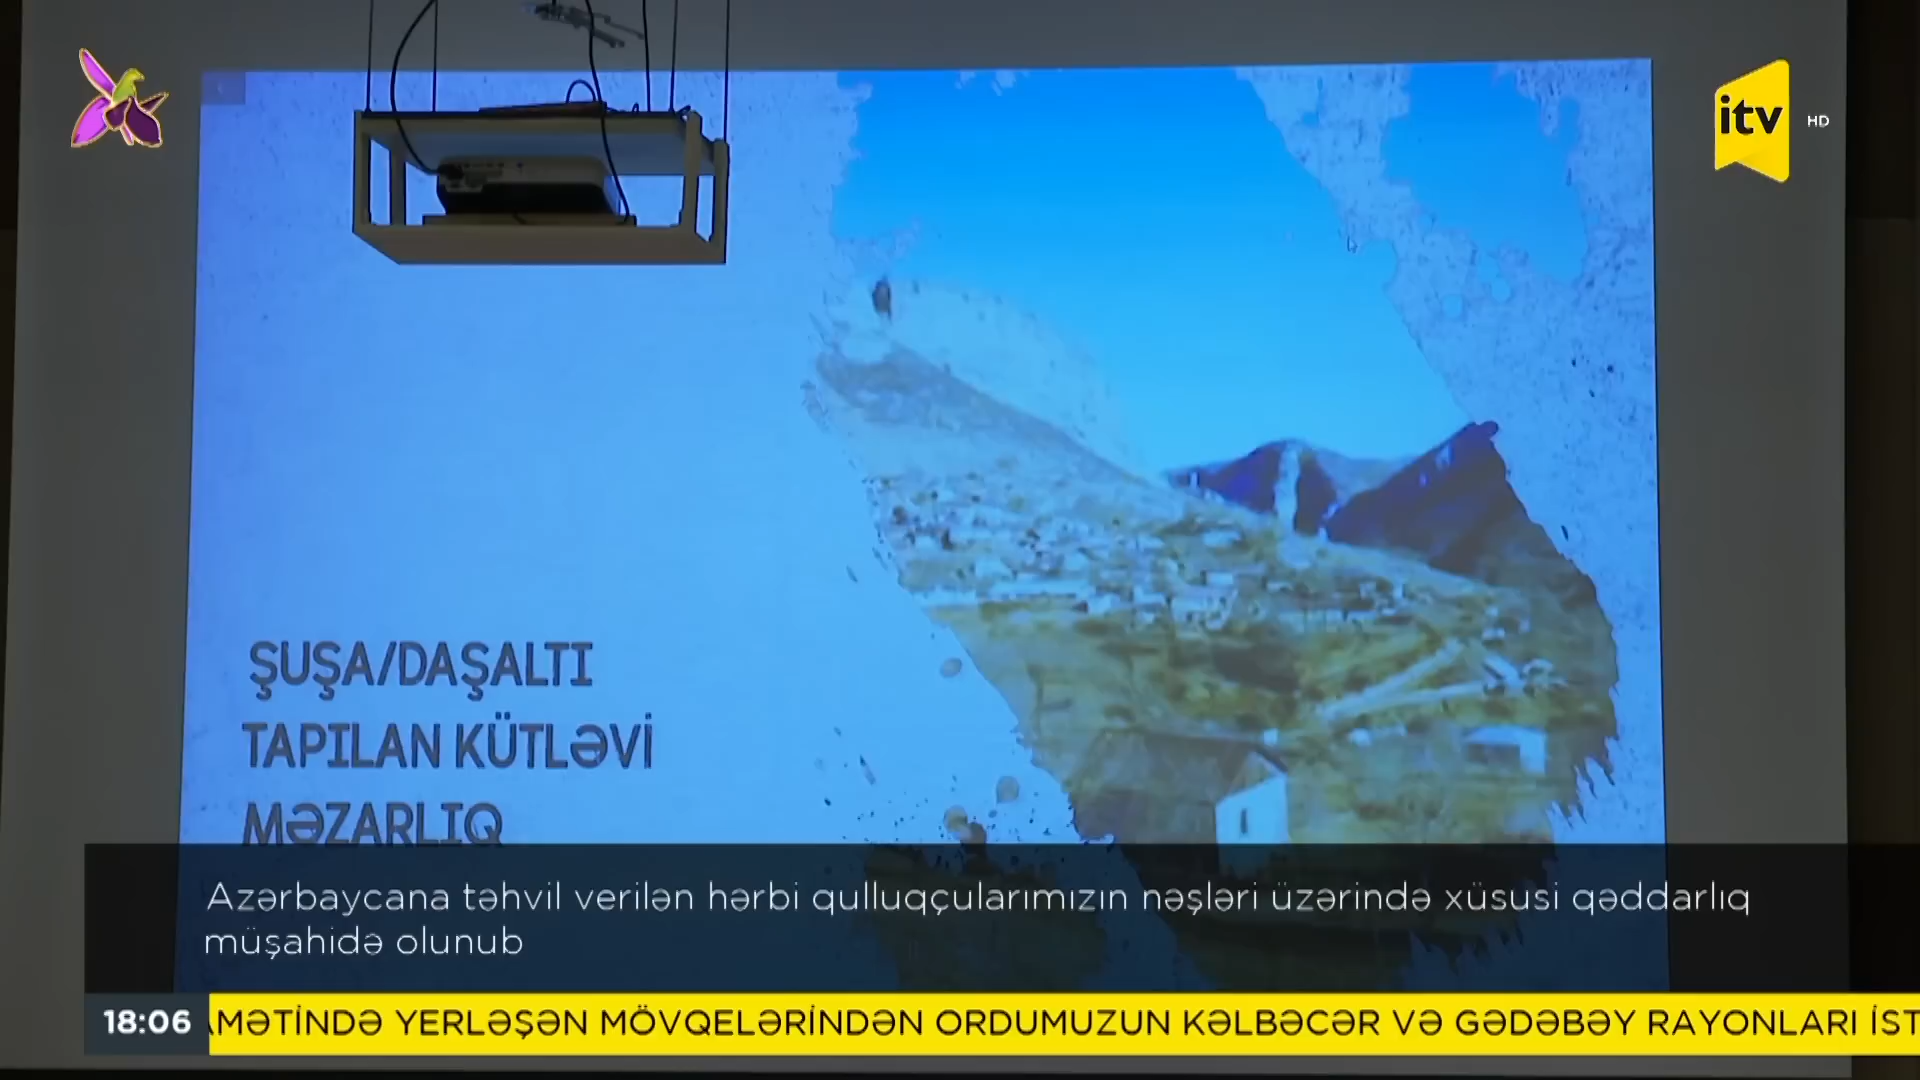 itv
HD
ŞUŞA/DAŞALTI
TAPILAN KÜTLƏVİ
MƏZARLIQ
Azərbaycana təhvil verilən hərbi qulluqçularımızın nəşləri üzərində xüsusi qəddarlıq
müşahidə olunub
18:06
MƏTİNDƏ YERLƏŞƏN MÖVQELƏRİNDƏN ORDUMUZUN KƏLBƏCƏR VƏ GƏDƏBƏY RAYONLARI İST